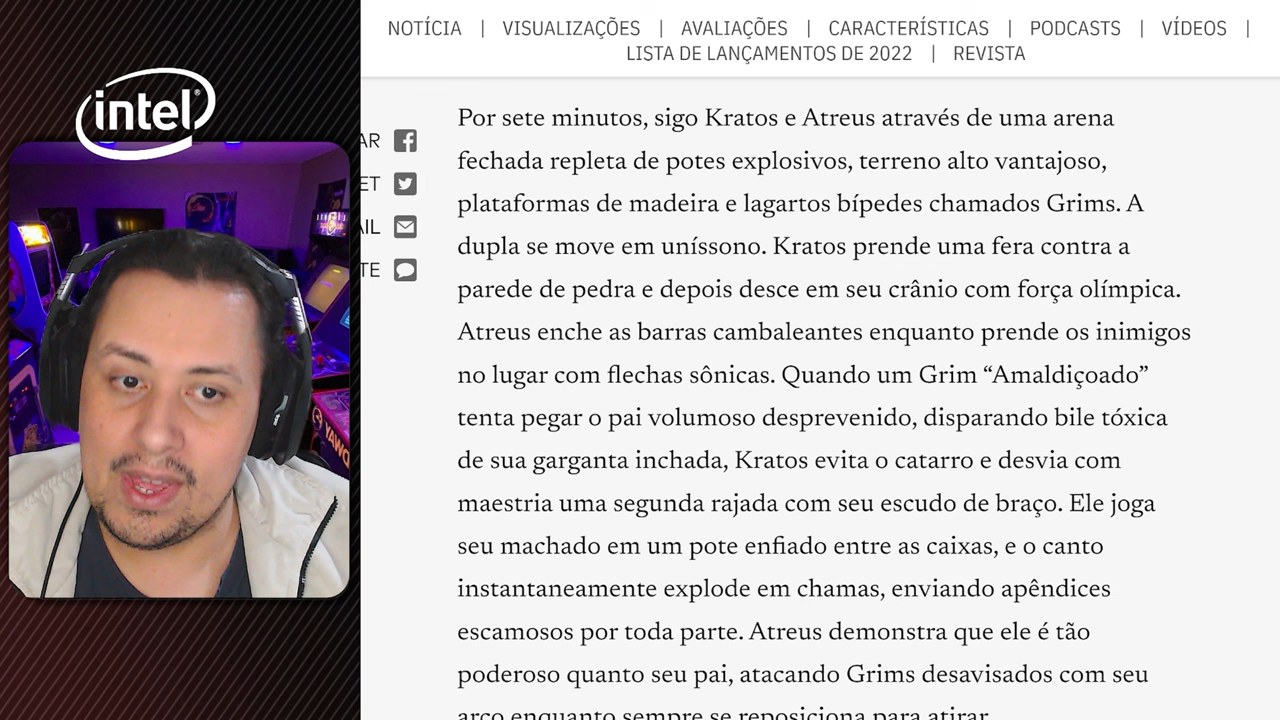 NOTÍCIA | VISUALIZAÇÕES | AVALIAÇÕES | CARACTERÍSTICAS | PODCASTS | VÍDEOS |
LISTA DE LANÇAMENTOS DE 2022 | REVISTA
intel®
AR
ET
AIL
TE
Por sete minutos, sigo Kratos e Atreus através de uma arena
fechada repleta de potes explosivos, terreno alto vantajoso,
plataformas de madeira e lagartos bípedes chamados Grims. A
dupla se move em uníssono. Kratos prende uma fera contra a
parede de pedra e depois desce em seu crânio com força olímpica.
Atreus enche as barras cambaleantes enquanto prende os inimigos
no lugar com flechas sônicas. Quando um Grim “Amaldiçoado”
tenta pegar o pai volumoso desprevenido, disparando bile tóxica
de sua garganta inchada, Kratos evita o catarro e desvia com
maestria uma segunda rajada com seu escudo de braço. Ele joga
seu machado em um pote enfiado entre as caixas, e o canto
instantaneamente explode em chamas, enviando apêndices
escamosos por toda parte. Atreus demonstra que ele é tão
poderoso quanto seu pai, atacando Grims desavisados com seu
arco enquanto sempre se reposiciona para atirar.